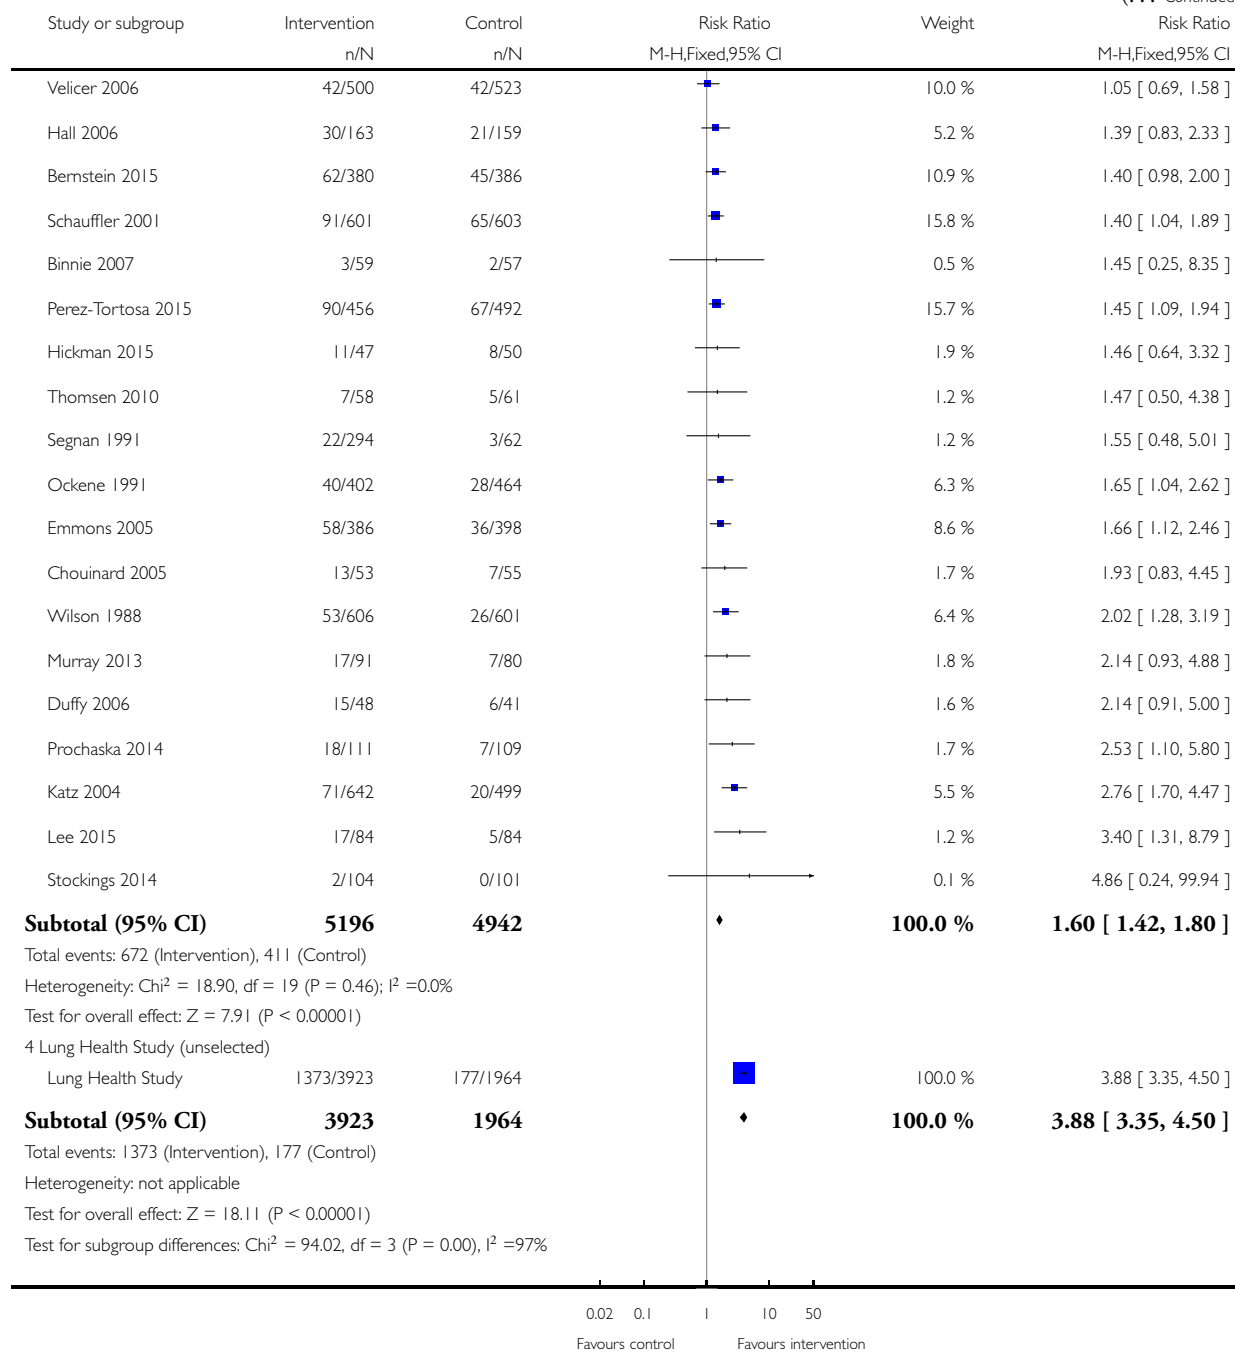 (. . . Continued
Study or subgroup Intervention Control Risk Ratio Weight Risk Ratio
n/N n/N M-H,Fixed,95% CI M-H,Fixed,95% CI
Velicer 2006 42/500 42/523 10.0 % 1.05 [ 0.69, 1.58 ]
Hall 2006 30/163 21/159 5.2 % 1.39 [ 0.83, 2.33 ]
Bernstein 2015 62/380 45/386 10.9 % 1.40 [ 0.98, 2.00 ]
Schauffler 2001 91/601 65/603 15.8 % 1.40 [ 1.04, 1.89 ]
Binnie 2007 3/59 2/57 0.5 % 1.45 [ 0.25, 8.35 ]
Perez-Tortosa 2015 90/456 67/492 15.7 % 1.45 [ 1.09, 1.94 ]
Hickman 2015 11/47 8/50 1.9 % 1.46 [ 0.64, 3.32 ]
Thomsen 2010 7/58 5/61 1.2 % 1.47 [ 0.50, 4.38 ]
Segnan 1991 22/294 3/62 1.2 % 1.55 [ 0.48, 5.01 ]
Ockene 1991 40/402 28/464 6.3 % 1.65 [ 1.04, 2.62 ]
Emmons 2005 58/386 36/398 8.6 % 1.66 [ 1.12, 2.46 ]
Chouinard 2005 13/53 7/55 1.7 % 1.93 [ 0.83, 4.45 ]
Wilson 1988 53/606 26/601 6.4 % 2.02 [ 1.28, 3.19 ]
Murray 2013 17/91 7/80 1.8 % 2.14 [ 0.93, 4.88 ]
Duffy 2006 15/48 6/41 1.6 % 2.14 [ 0.91, 5.00 ]
Prochaska 2014 18/111 7/109 1.7 % 2.53 [ 1.10, 5.80 ]
Katz 2004 71/642 20/499 5.5 % 2.76 [ 1.70, 4.47 ]
Lee 2015 17/84 5/84 1.2 % 3.40 [ 1.31, 8.79 ]
Stockings 2014 2/104 0/101 0.1 % 4.86 [ 0.24, 99.94 ]
Subtotal (95% CI) 5196 4942 100.0 % 1.60 [ 1.42, 1.80 ]
Total events: 672 (Intervention), 411 (Control)
Heterogeneity: Chi² = 18.90, df = 19 (P = 0.46); I² =0.0%
Test for overall effect: Z = 7.91 (P < 0.00001)
4 Lung Health Study (unselected)
Lung Health Study 1373/3923 177/1964 100.0 % 3.88 [ 3.35, 4.50 ]
Subtotal (95% CI) 3923 1964 100.0 % 3.88 [ 3.35, 4.50 ]
Total events: 1373 (Intervention), 177 (Control)
Heterogeneity: not applicable
Test for overall effect: Z = 18.11 (P < 0.00001)
Test for subgroup differences: Chi² = 94.02, df = 3 (P = 0.00), I² =97%
0.02 0.1 1 10 50
Favours control Favours intervention